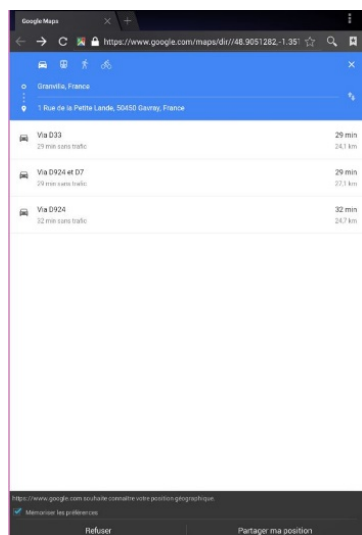 Google Maps
https://www.google.com/maps/dir//48.9051282,-1.357
Granville, France
1 Rue de la Petite Lande, 50450 Gavray, France
Via D33 29 min
29 min sans trafic 24,1 km
Via D924 et D7 29 min
29 min sans trafic 27,1 km
Via D924 32 min
32 min sans trafic 24,7 km
https://www.google.com souhaite connaître votre position géographique.
Mémoriser les préférences
Refuser Partager ma position